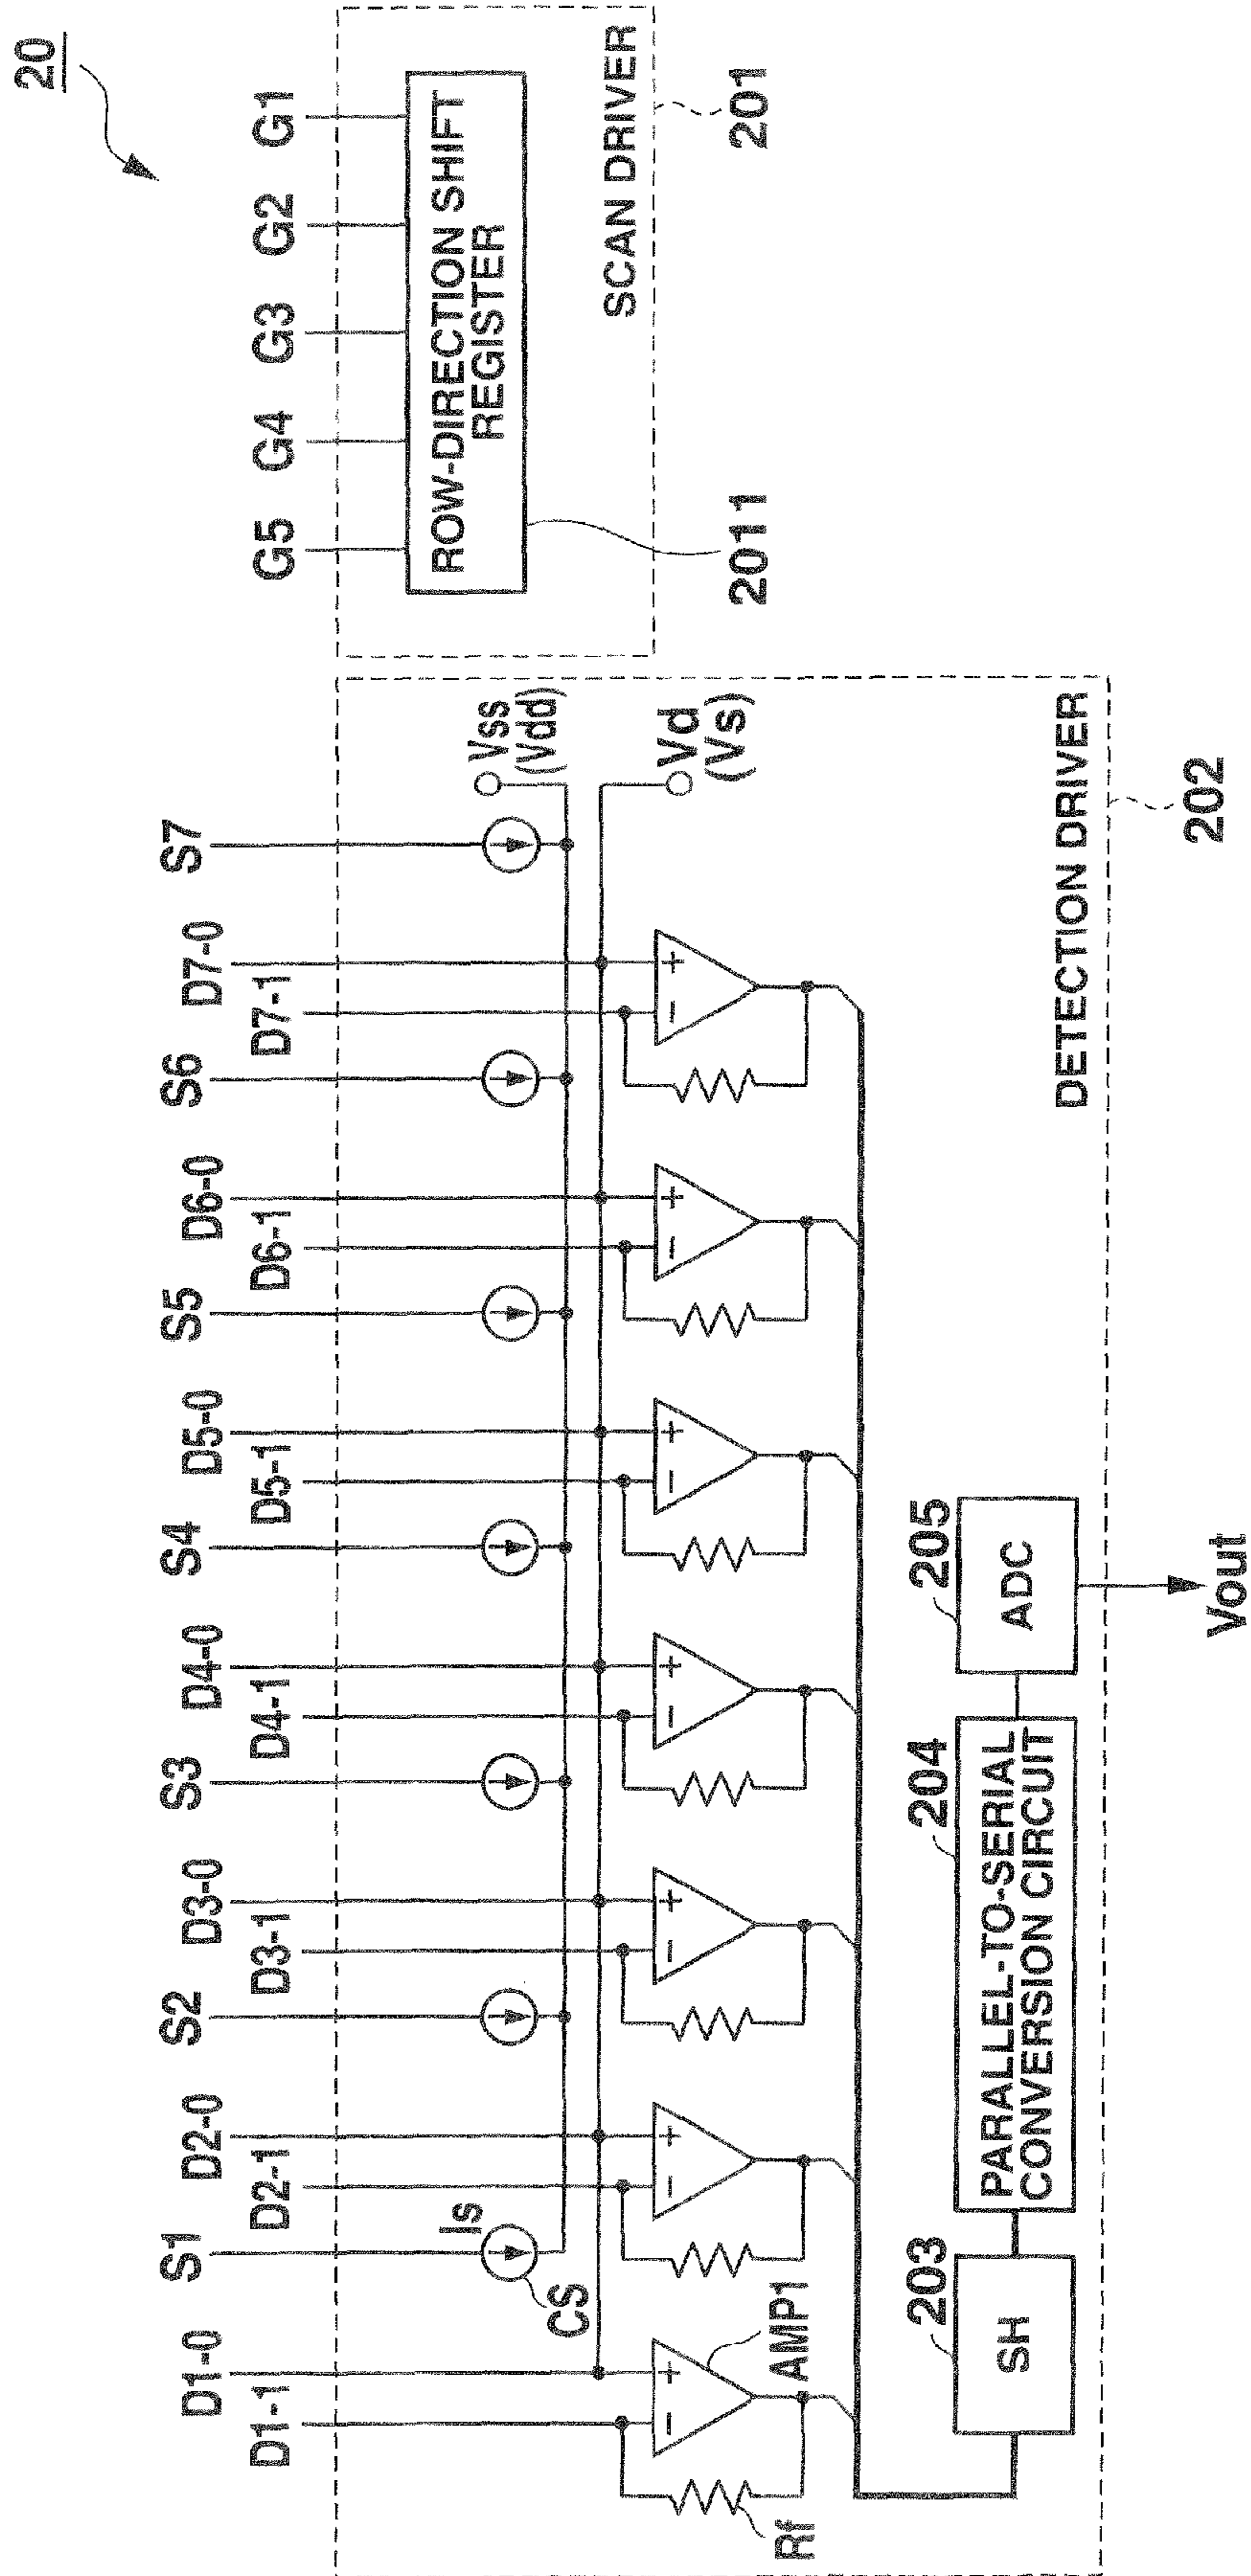 20
D1-0
D1-1
S1
D2-0
D2-1
S2
D3-0
D3-1
S3
D4-0
D4-1
S4
D5-0
D5-1
S5
D6-0
D6-1
S6
D7-0
D7-1
S7
G5
G4
G3
G2
G1
Is
CS
Vss
(Vdd)
Vd
(Vs)
ROW-DIRECTION SHIFT
REGISTER
SCAN DRIVER
2011
201
- +
- +
- +
- +
- +
- +
- +
Rf
AMP1
203
SH
204
PARALLEL-TO-SERIAL
CONVERSION CIRCUIT
205
ADC
DETECTION DRIVER
202
Vout